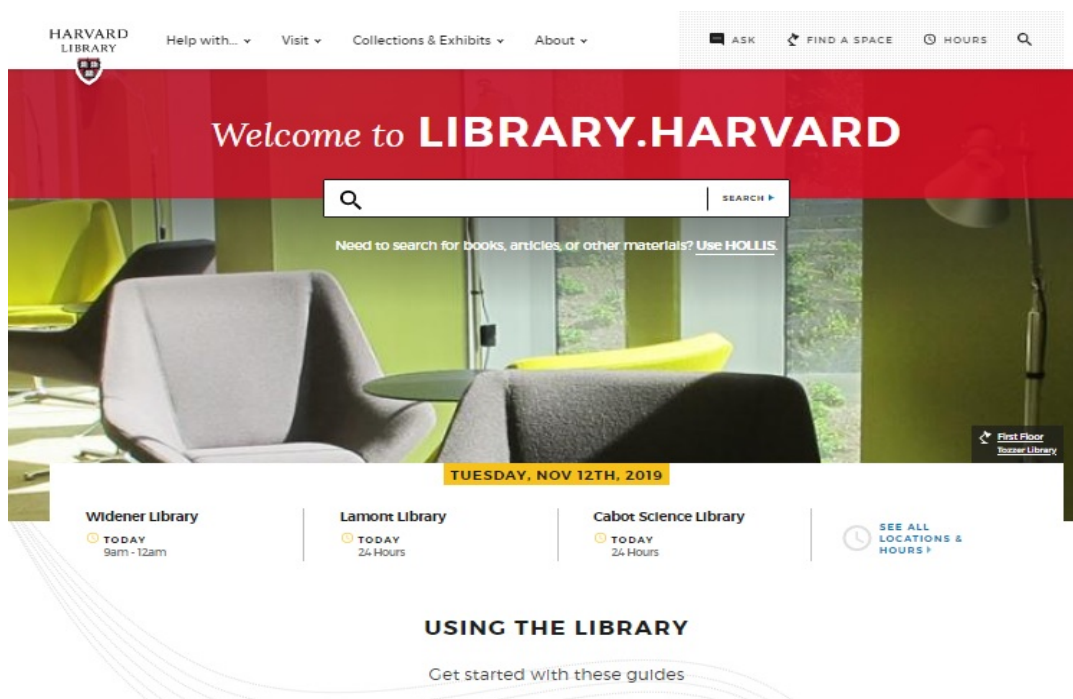 HARVARD
LIBRARY
Help with...
Visit
Collections & Exhibits
About
ASK
FIND A SPACE
HOURS
Welcome to LIBRARY.HARVARD
SEARCH
Need to search for books, articles, or other materials? Use HOLLIS.
First Floor
Tozzer Library
TUESDAY, NOV 12TH, 2019
Widener Library
TODAY
9am - 12am
Lamont Library
TODAY
24 Hours
Cabot Science Library
TODAY
24 Hours
SEE ALL
LOCATIONS &
HOURS
USING THE LIBRARY
Get started with these guides